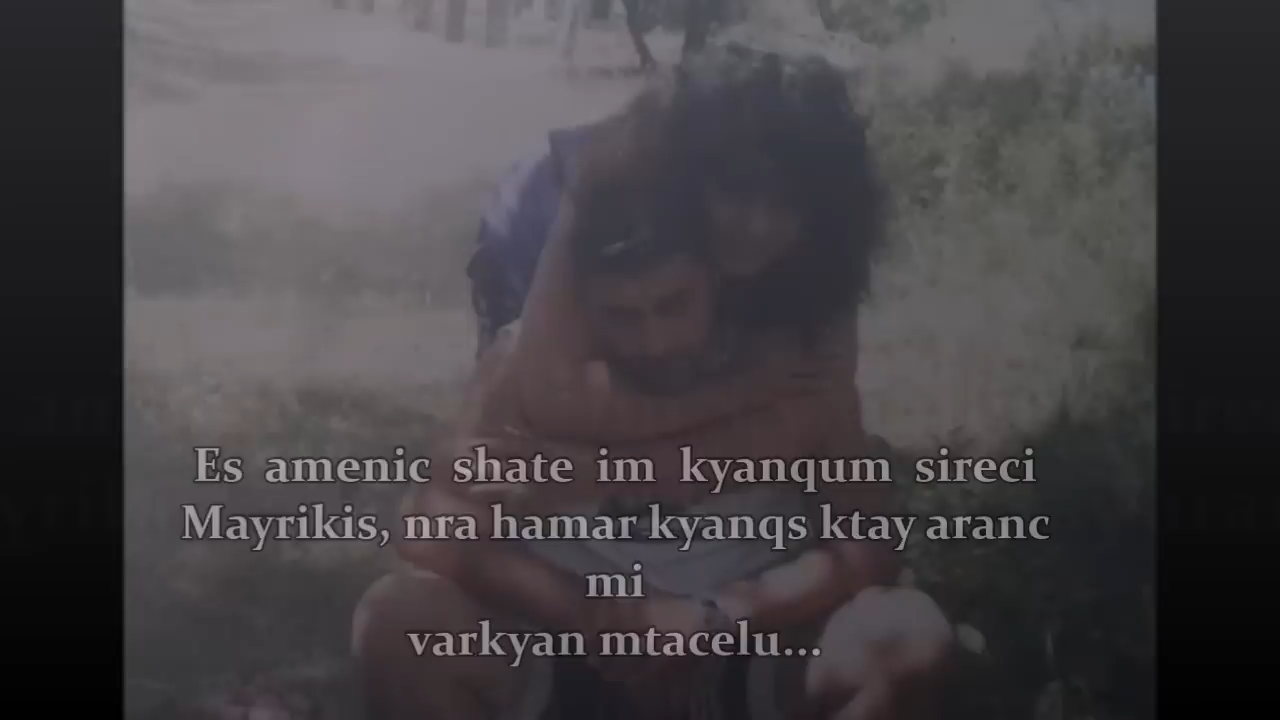 Es amenic shate im kyanqum sireci
Mayrikis, nra hamar kyanqs ktay aranc
mi
varkyan mtacelu...